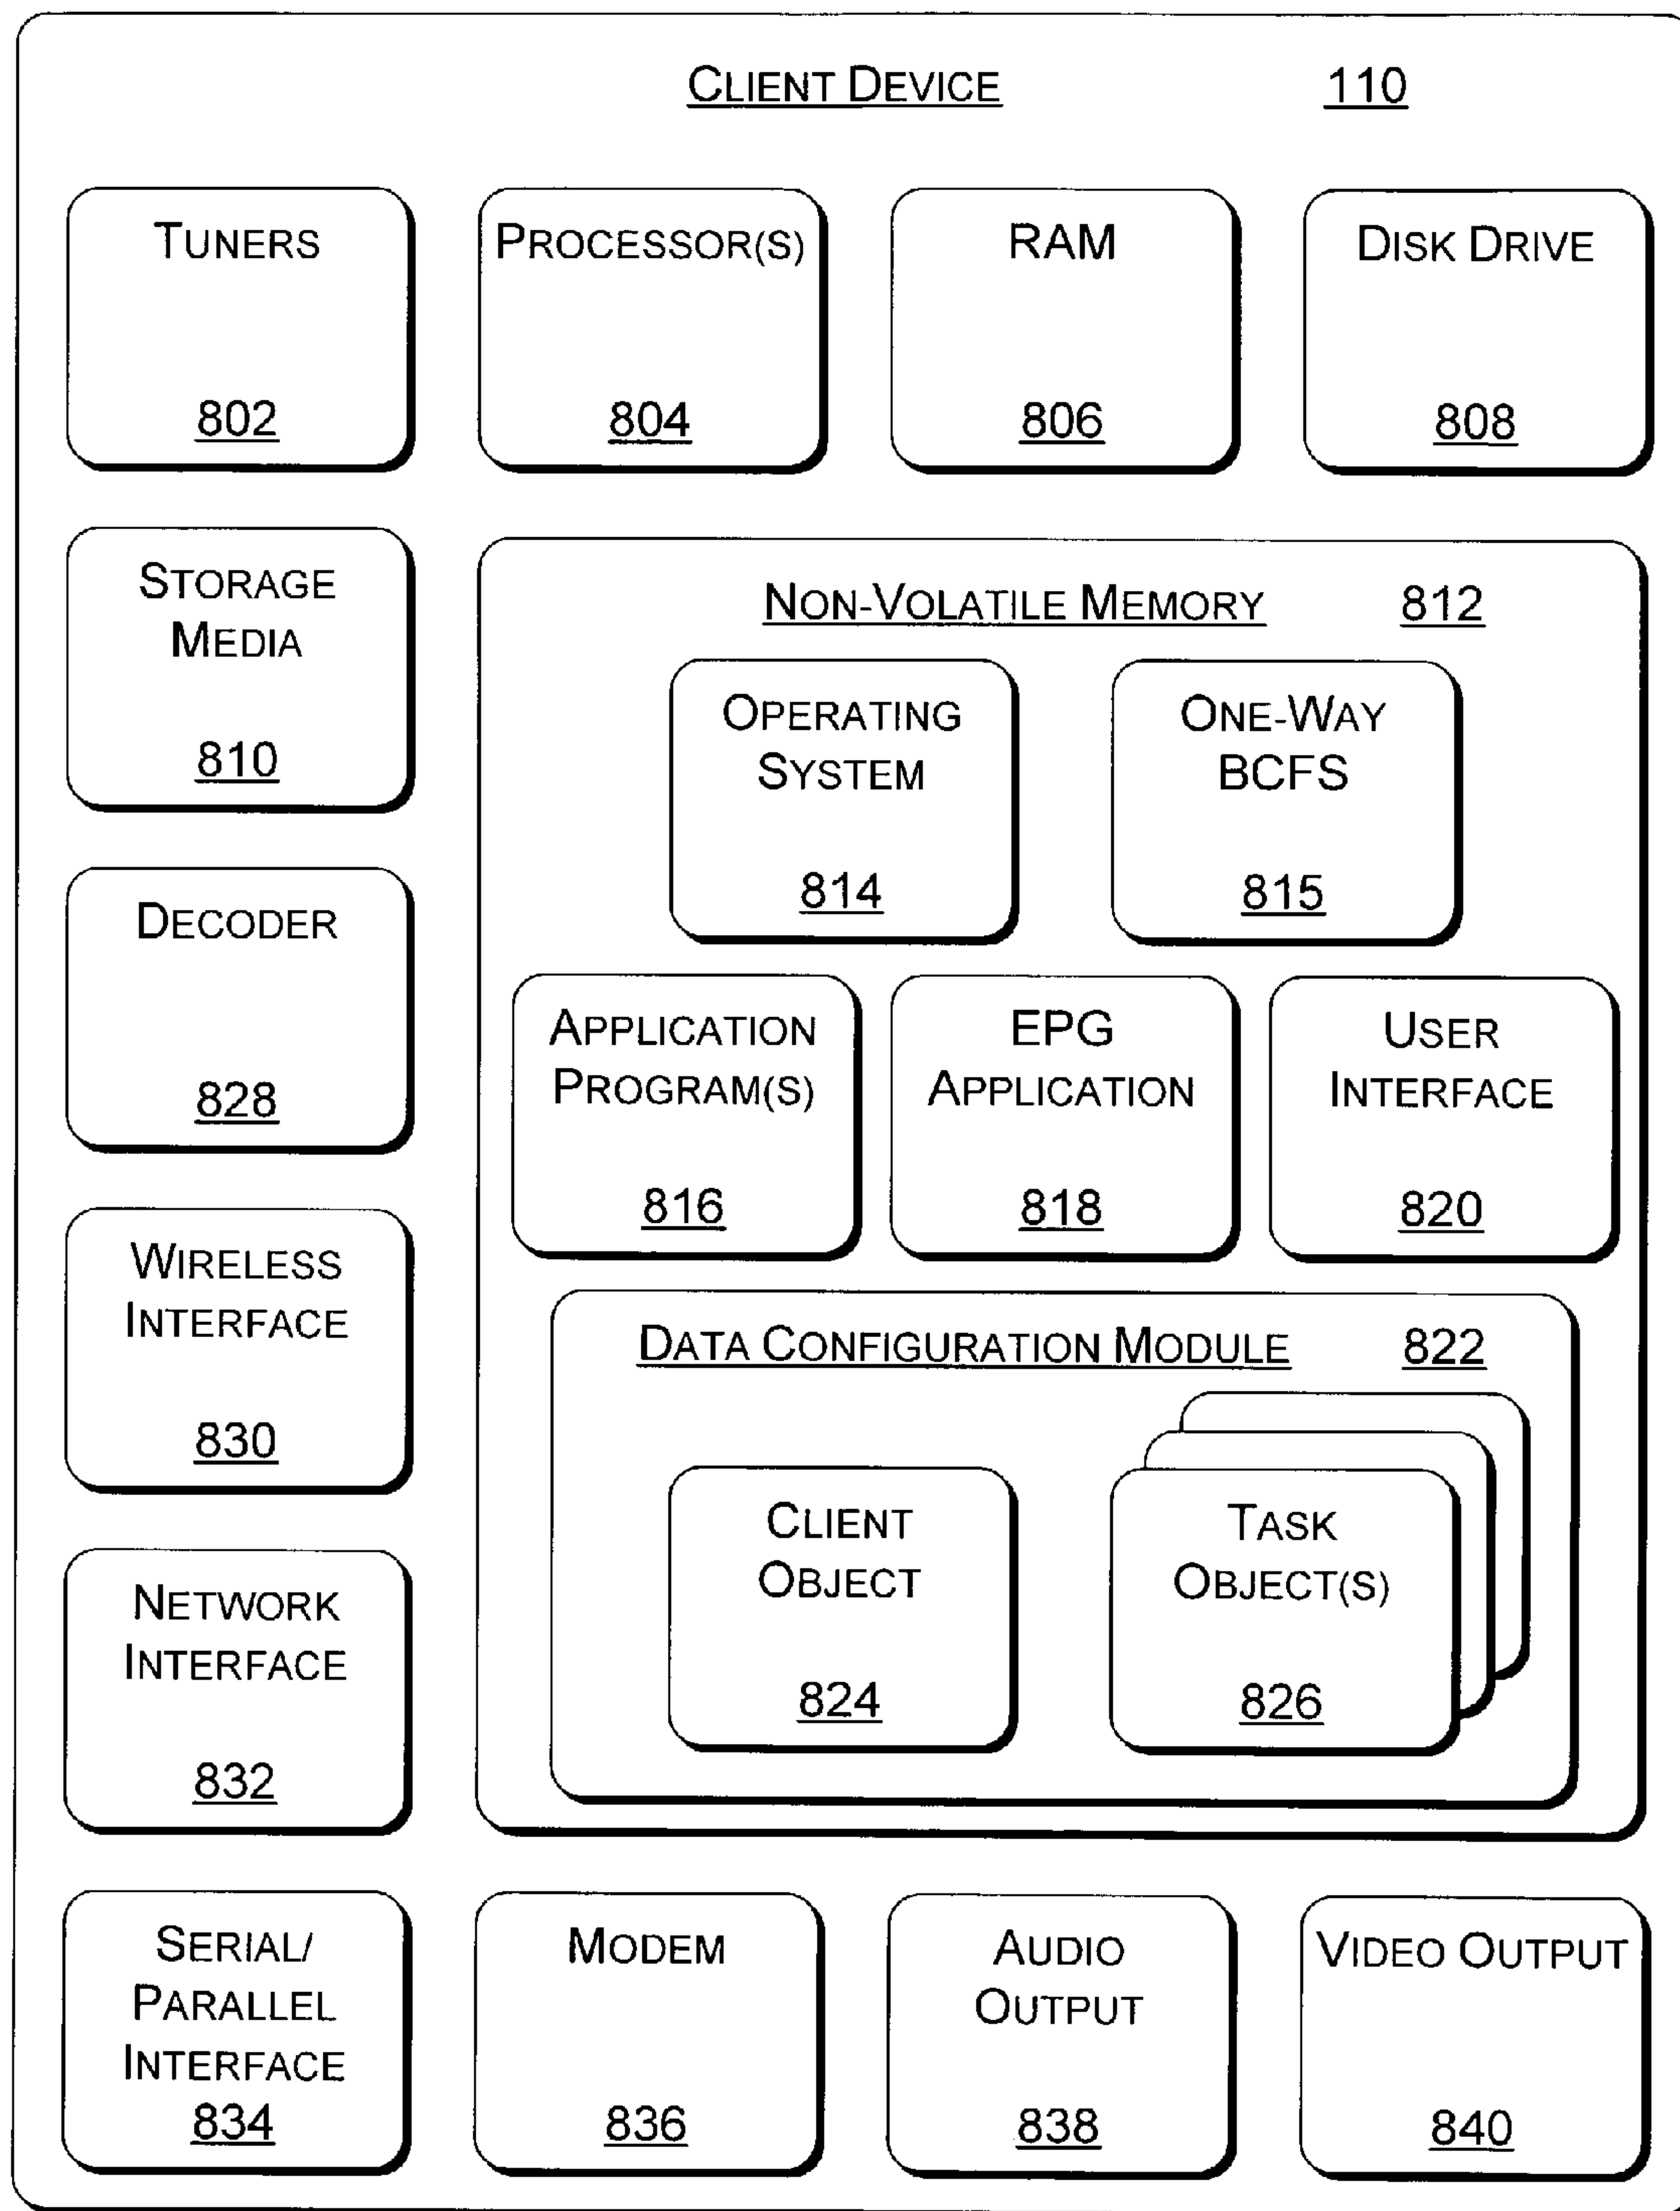 CLIENT DEVICE 110
TUNERS
802
PROCESSOR(S)
804
RAM
806
DISK DRIVE
808
STORAGE
MEDIA
810
NON-VOLATILE MEMORY 812
OPERATING
SYSTEM
814
ONE-WAY
BCFS
815
DECODER
828
APPLICATION
PROGRAM(S)
816
EPG
APPLICATION
818
USER
INTERFACE
820
WIRELESS
INTERFACE
830
DATA CONFIGURATION MODULE 822
CLIENT
OBJECT
824
TASK
OBJECT(S)
826
NETWORK
INTERFACE
832
SERIAL/
PARALLEL
INTERFACE
834
MODEM
836
AUDIO
OUTPUT
838
VIDEO OUTPUT
840